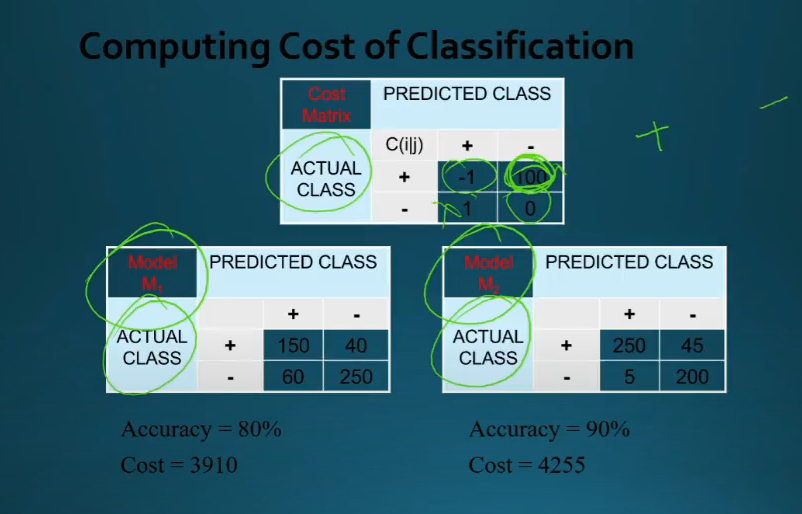 Computing Cost of Classification
Cost Matrix PREDICTED CLASS
ACTUAL CLASS C(i|j) + -
+ -1 100
- 1 0
Model M1 PREDICTED CLASS
ACTUAL CLASS + -
+ 150 40
- 60 250
Model M2 PREDICTED CLASS
ACTUAL CLASS + -
+ 250 45
- 5 200
Accuracy = 80%
Cost = 3910
Accuracy = 90%
Cost = 4255
+ -